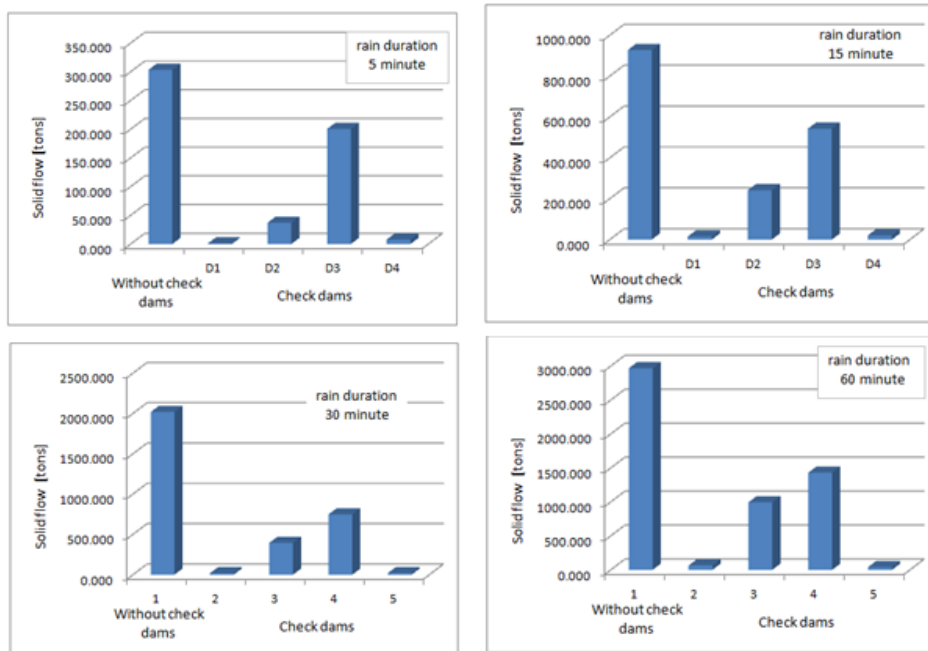 rain duration
5 minute
350.000
300.000
250.000
200.000
150.000
100.000
50.000
0.000
Solid flow [tons]
D1 D2 D3 D4
Without check
dams
Check dams
rain duration
15 minute
1000.000
800.000
600.000
400.000
200.000
0.000
Solid flow [tons]
D1 D2 D3 D4
Without check
dams
Check dams
rain duration
30 minute
2500.000
2000.000
1500.000
1000.000
500.000
0.000
Solid flow [tons]
1 2 3 4 5
Without check
dams
Check dams
rain duration
60 minute
3000.000
2500.000
2000.000
1500.000
1000.000
500.000
0.000
Solid flow [tons]
1 2 3 4 5
Without check
dams
Check dams